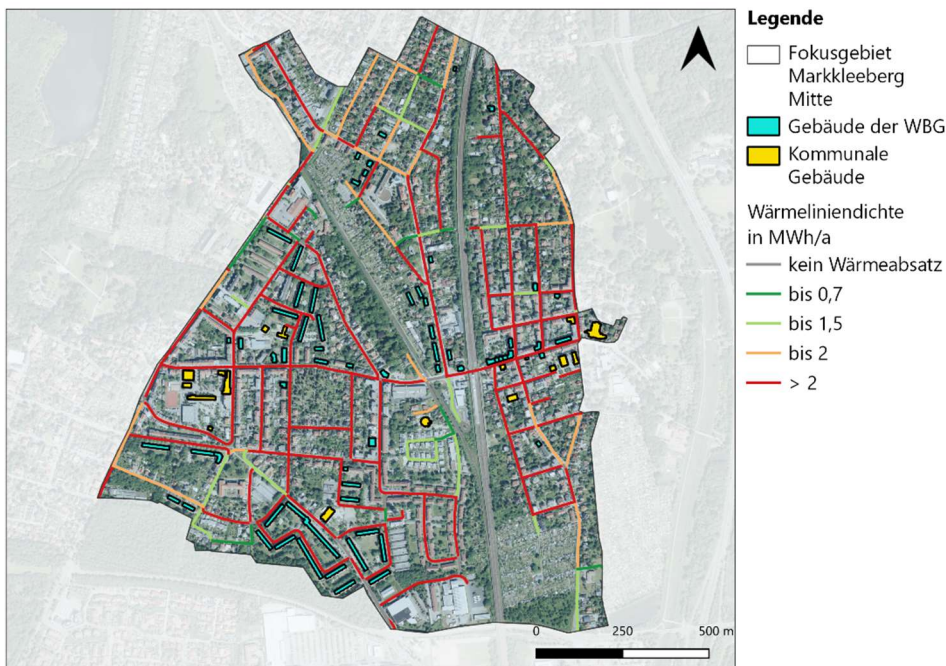 Legende
Fokusgebiet
Markkleeberg
Mitte
Gebäude der WBG
Kommunale
Gebäude
Wärmeliniendichte
in MWh/a
kein Wärmeabsatz
bis 0,7
bis 1,5
bis 2
> 2
0 250 500 m